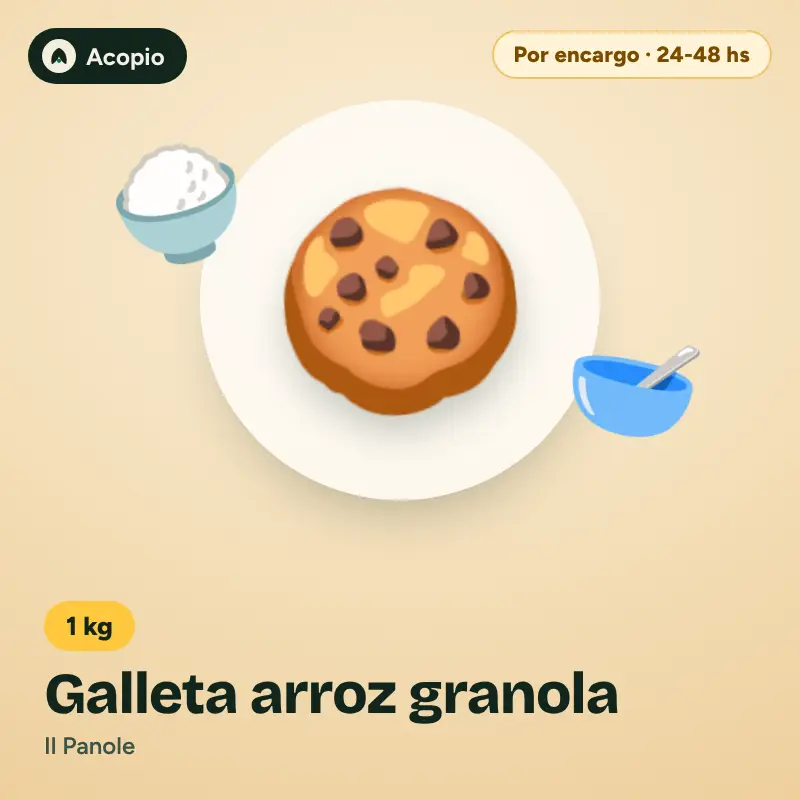 Acopio
Por encargo · 24-48 hs
1 kg
Galleta arroz granola
Il Panole